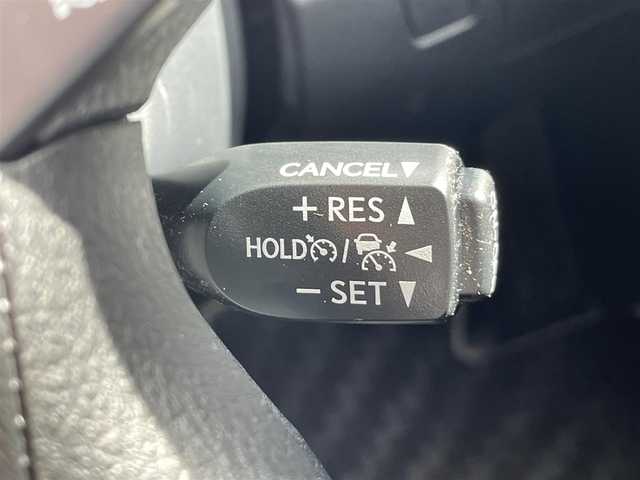 CANCEL▼
+RES▲
HOLD / ◀
−SET▼